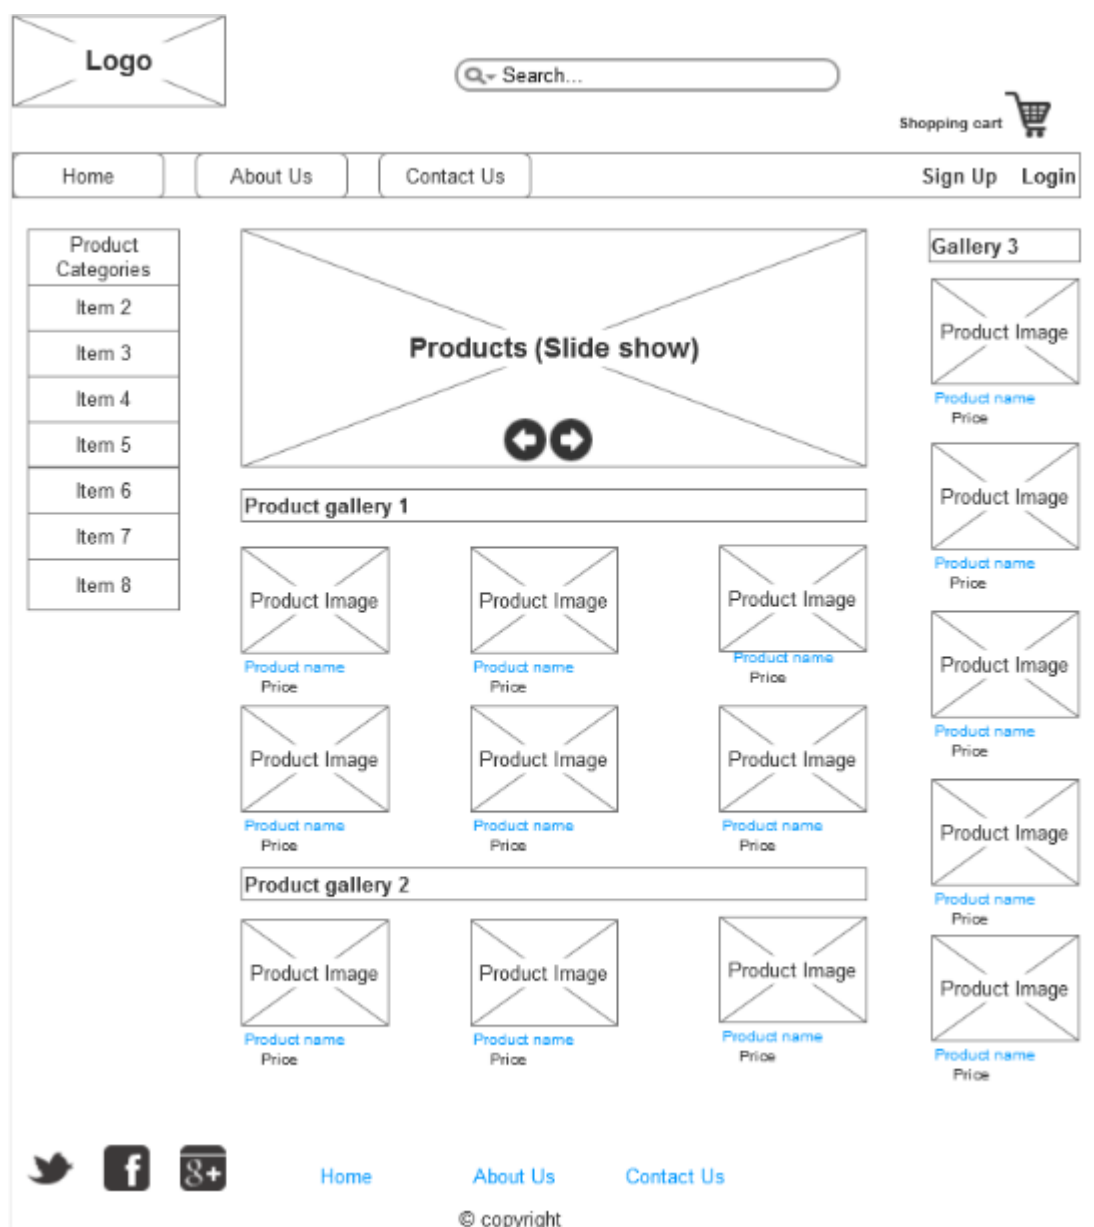 Logo
Search...
Shopping cart
Home About Us Contact Us Sign Up Login
Product
Categories
Item 2
Item 3
Item 4
Item 5
Item 6
Item 7
Item 8
Products (Slide show)
Product gallery 1
Product Image Product Image Product Image
Product name Product name Product name
Price Price Price
Product Image Product Image Product Image
Product name Product name Product name
Price Price Price
Product gallery 2
Product Image Product Image Product Image
Product name Product name Product name
Price Price Price
Gallery 3
Product Image
Product name
Price
Product Image
Product name
Price
Product Image
Product name
Price
Product Image
Product name
Price
Product Image
Product name
Price
f g+ Home About Us Contact Us
© copyright